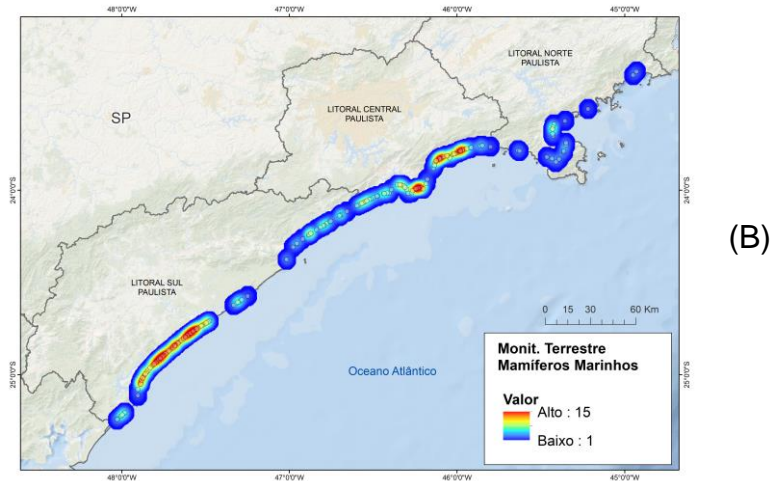 48°0'0"S
47°0'0"S
46°0'0"S
45°0'0"S
LITORAL NORTE
PAULISTA
LITORAL CENTRAL
PAULISTA
SP
24°0'0"S
24°0'0"S
(B)
LITORAL SUL
PAULISTA
0 15 30 60 Km
Oceano Atlântico
25°0'0"S
25°0'0"S
Monit. Terrestre
Mamíferos Marinhos
Valor
Alto : 15
Baixo : 1
48°0'0"S
47°0'0"S
46°0'0"S
45°0'0"S